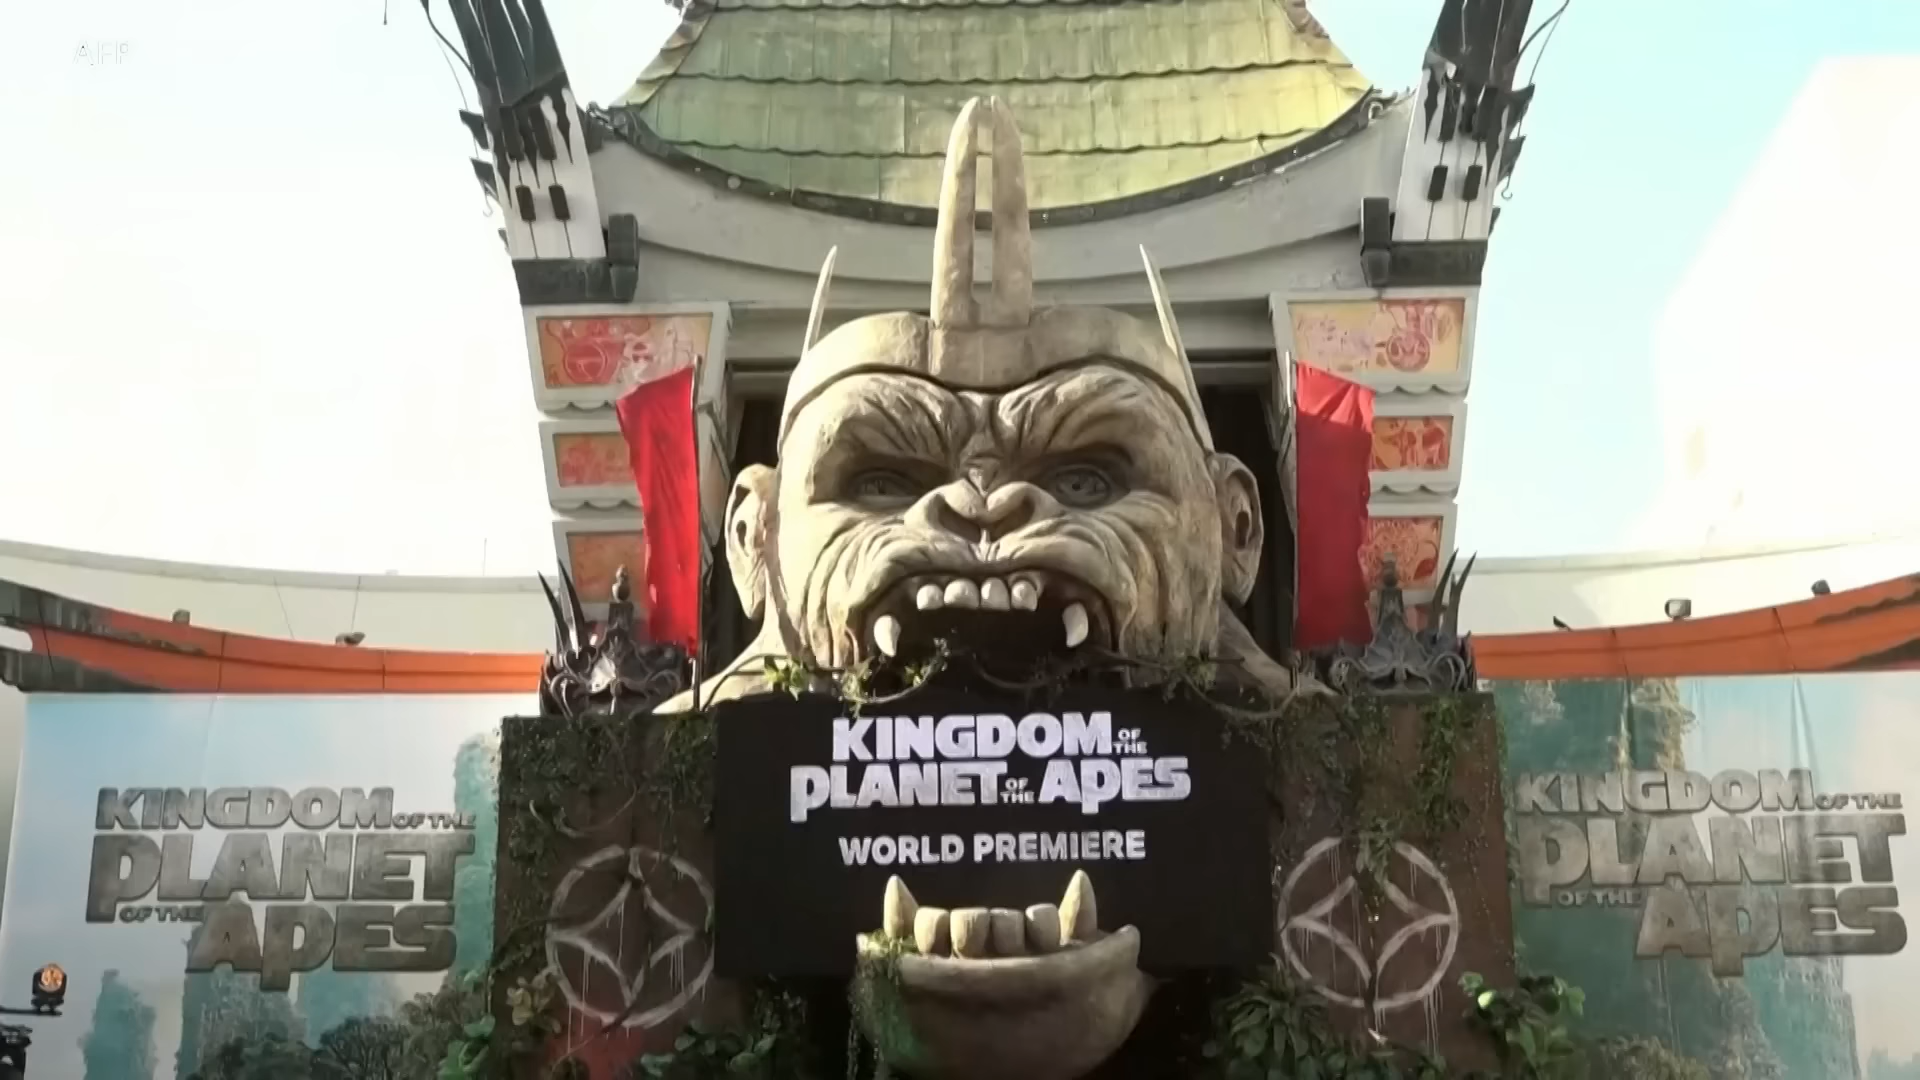 AFP
KINGDOM OF THE
PLANET OF THE APES
WORLD PREMIERE
KINGDOM OF THE
PLANET
OF THE APES
KINGDOM OF THE
PLANET
OF THE APES